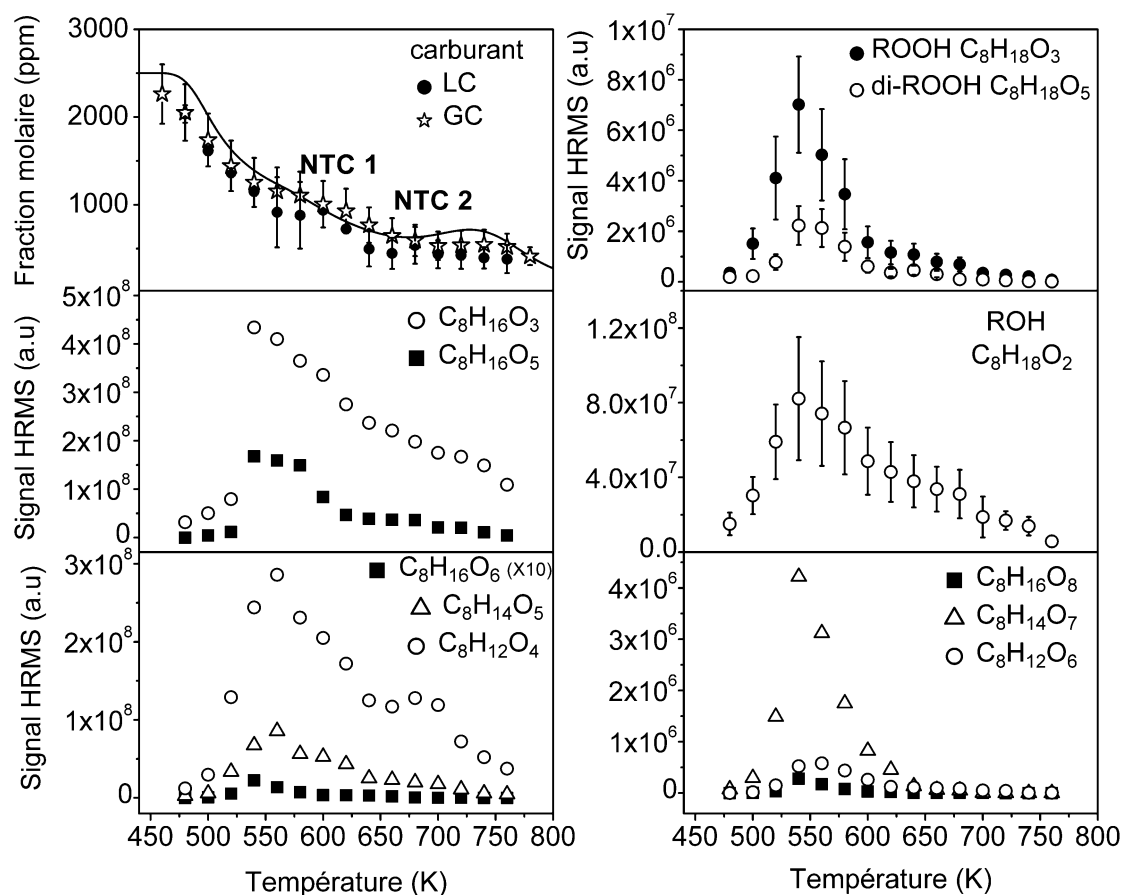 Fraction molaire (ppm)
3000
2000
1000
carburant
LC
GC
NTC 1
NTC 2
Signal HRMS (a.u)
1x10⁷
8x10⁶
6x10⁶
4x10⁶
2x10⁶
0
ROOH C₈H₁₈O₃
di-ROOH C₈H₁₈O₅
Signal HRMS (a.u)
5x10⁸
4x10⁸
3x10⁸
2x10⁸
1x10⁸
0
C₈H₁₆O₃
C₈H₁₆O₅
Signal HRMS (a.u)
1.2x10⁸
8.0x10⁷
4.0x10⁷
0.0
ROH
C₈H₁₈O₂
Signal HRMS (a.u)
3x10⁸
2x10⁸
1x10⁸
0
C₈H₁₆O₆ (X10)
C₈H₁₄O₅
C₈H₁₂O₄
450 500 550 600 650 700 750 800
Température (K)
Signal HRMS (a.u)
4x10⁶
3x10⁶
2x10⁶
1x10⁶
0
C₈H₁₆O₈
C₈H₁₄O₇
C₈H₁₂O₆
450 500 550 600 650 700 750 800
Température (K)